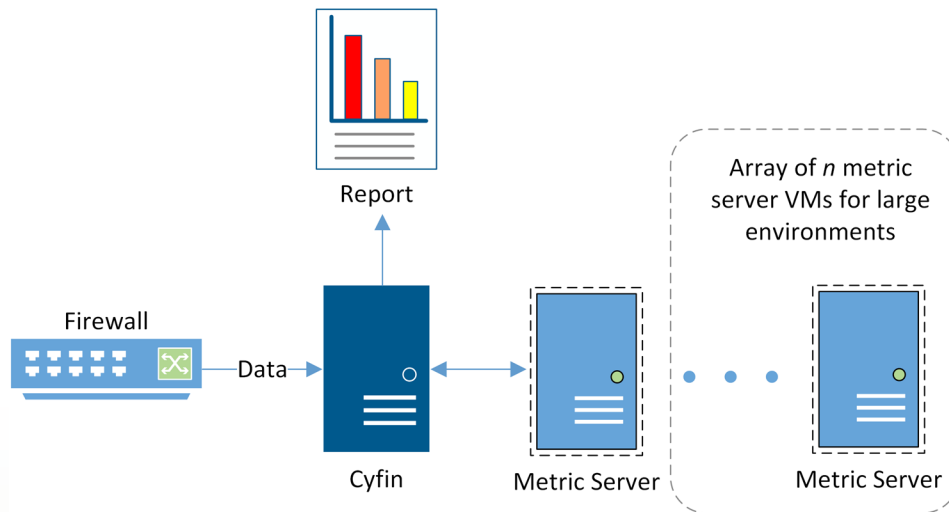 Report
Array of n metric
server VMs for large
environments
Firewall
Data
Cyfin
Metric Server
Metric Server